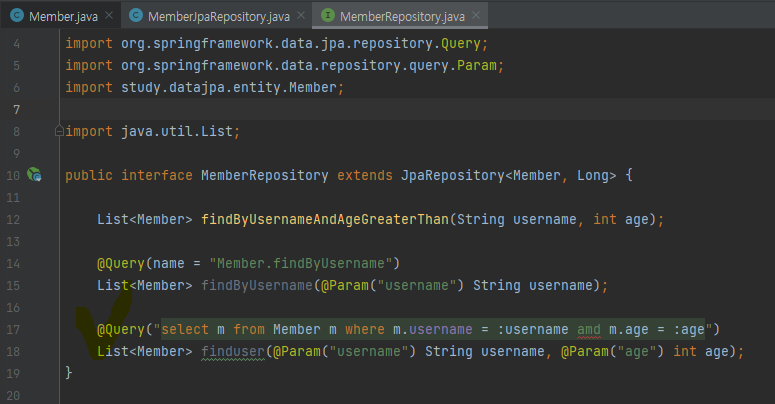 Member.java
MemberJpaRepository.java
MemberRepository.java
4 import org.springframework.data.jpa.repository.Query;
5 import org.springframework.data.repository.query.Param;
6 import study.datajpa.entity.Member;
7
8 import java.util.List;
9
10 public interface MemberRepository extends JpaRepository<Member, Long> {
11
12 List<Member> findByUsernameAndAgeGreaterThan(String username, int age);
13
14 @Query(name = "Member.findByUsername")
15 List<Member> findByUsername(@Param("username") String username);
16
17 @Query("select m from Member m where m.username = :username amd m.age = :age")
18 List<Member> finduser(@Param("username") String username, @Param("age") int age);
19 }
20